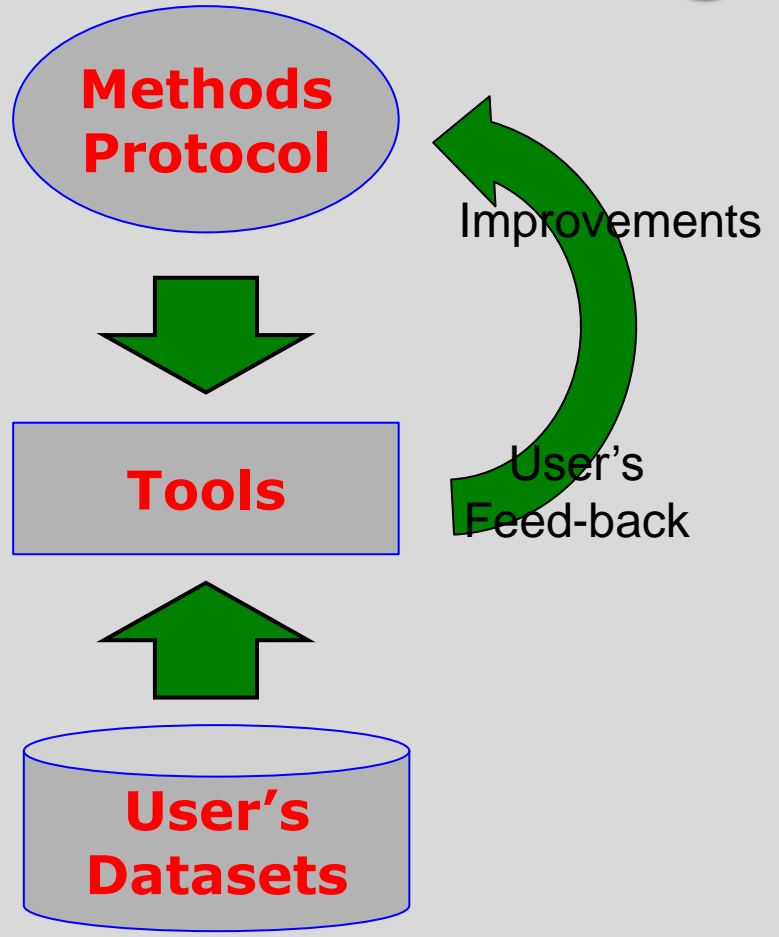 Methods
Protocol
Improvements
Tools
User’s
Feed-back
User’s
Datasets